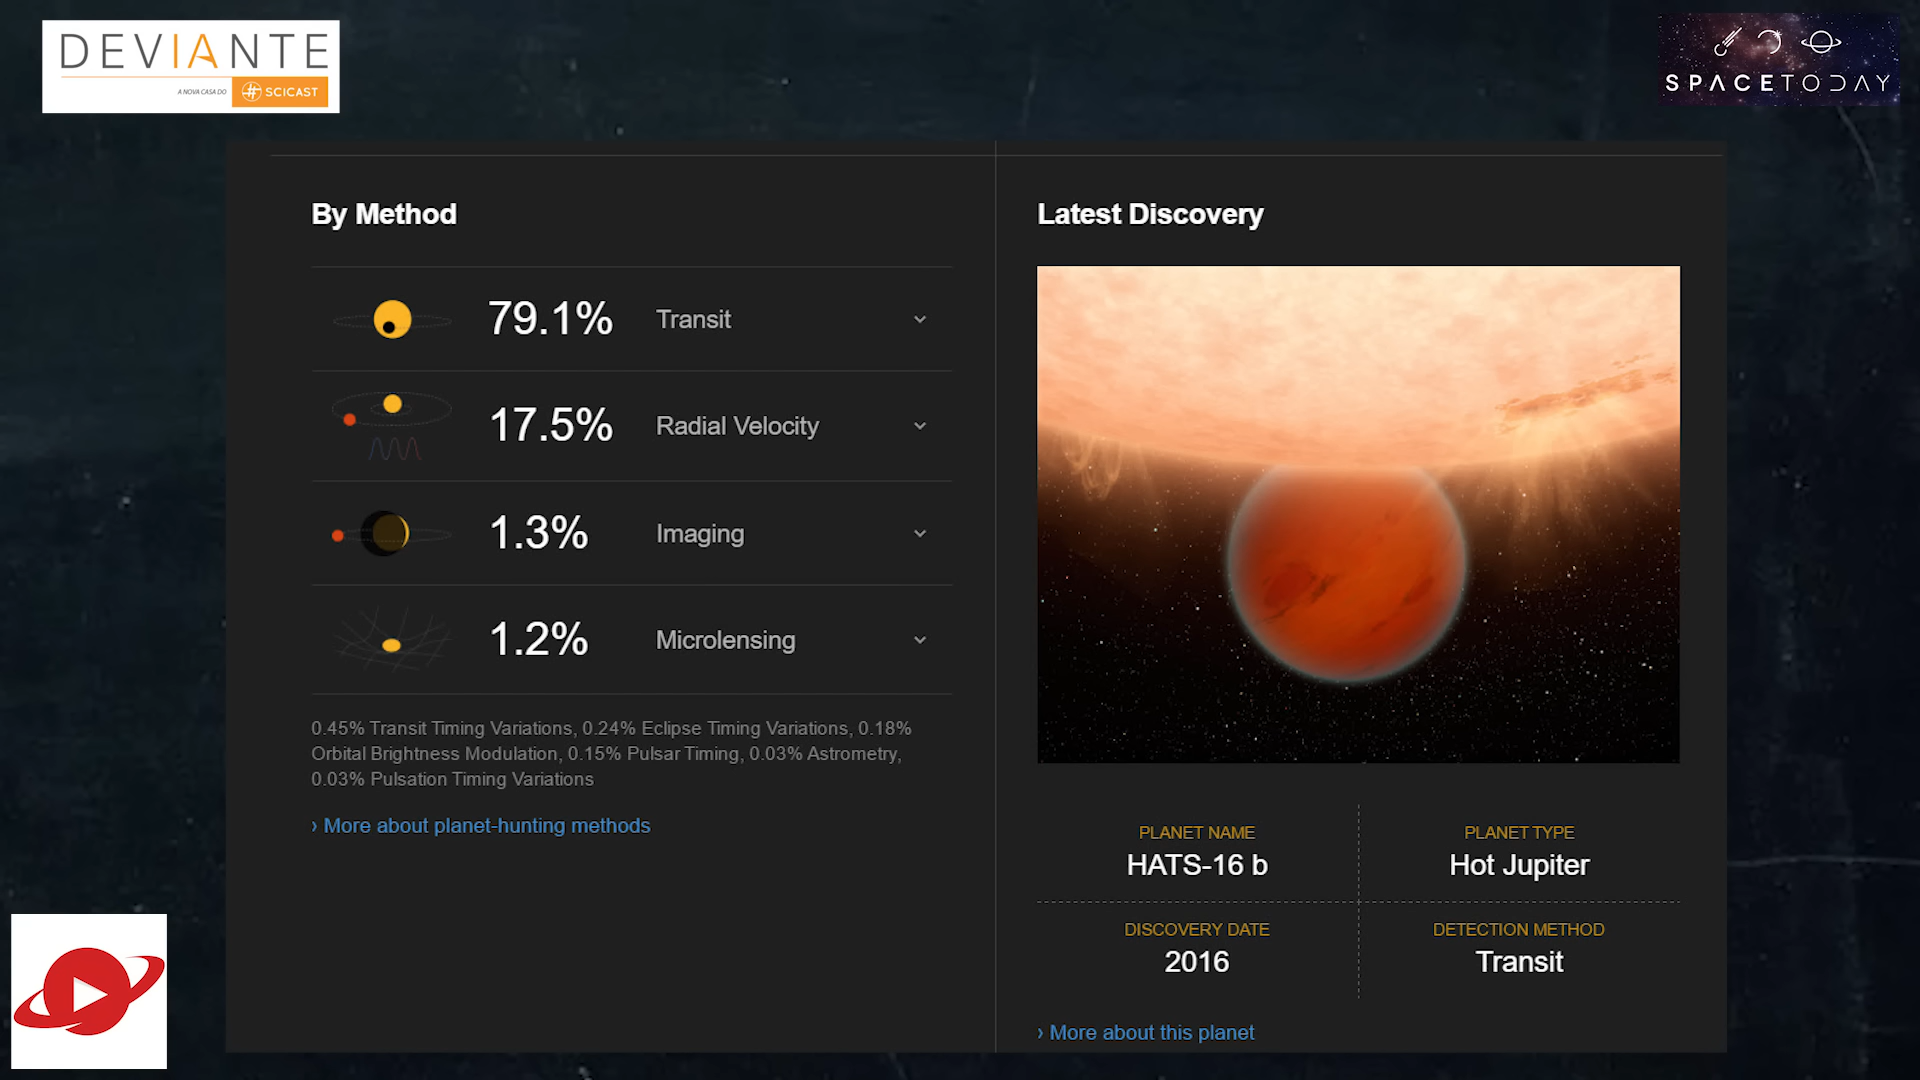 DEVIANTE
A NOVA CASA DO
SCICAST
SPACETODAY
By Method
79.1% Transit
17.5% Radial Velocity
1.3% Imaging
1.2% Microlensing
0.45% Transit Timing Variations, 0.24% Eclipse Timing Variations, 0.18%
Orbital Brightness Modulation, 0.15% Pulsar Timing, 0.03% Astrometry,
0.03% Pulsation Timing Variations
› More about planet-hunting methods
Latest Discovery
PLANET NAME
HATS-16 b
PLANET TYPE
Hot Jupiter
DISCOVERY DATE
2016
DETECTION METHOD
Transit
› More about this planet